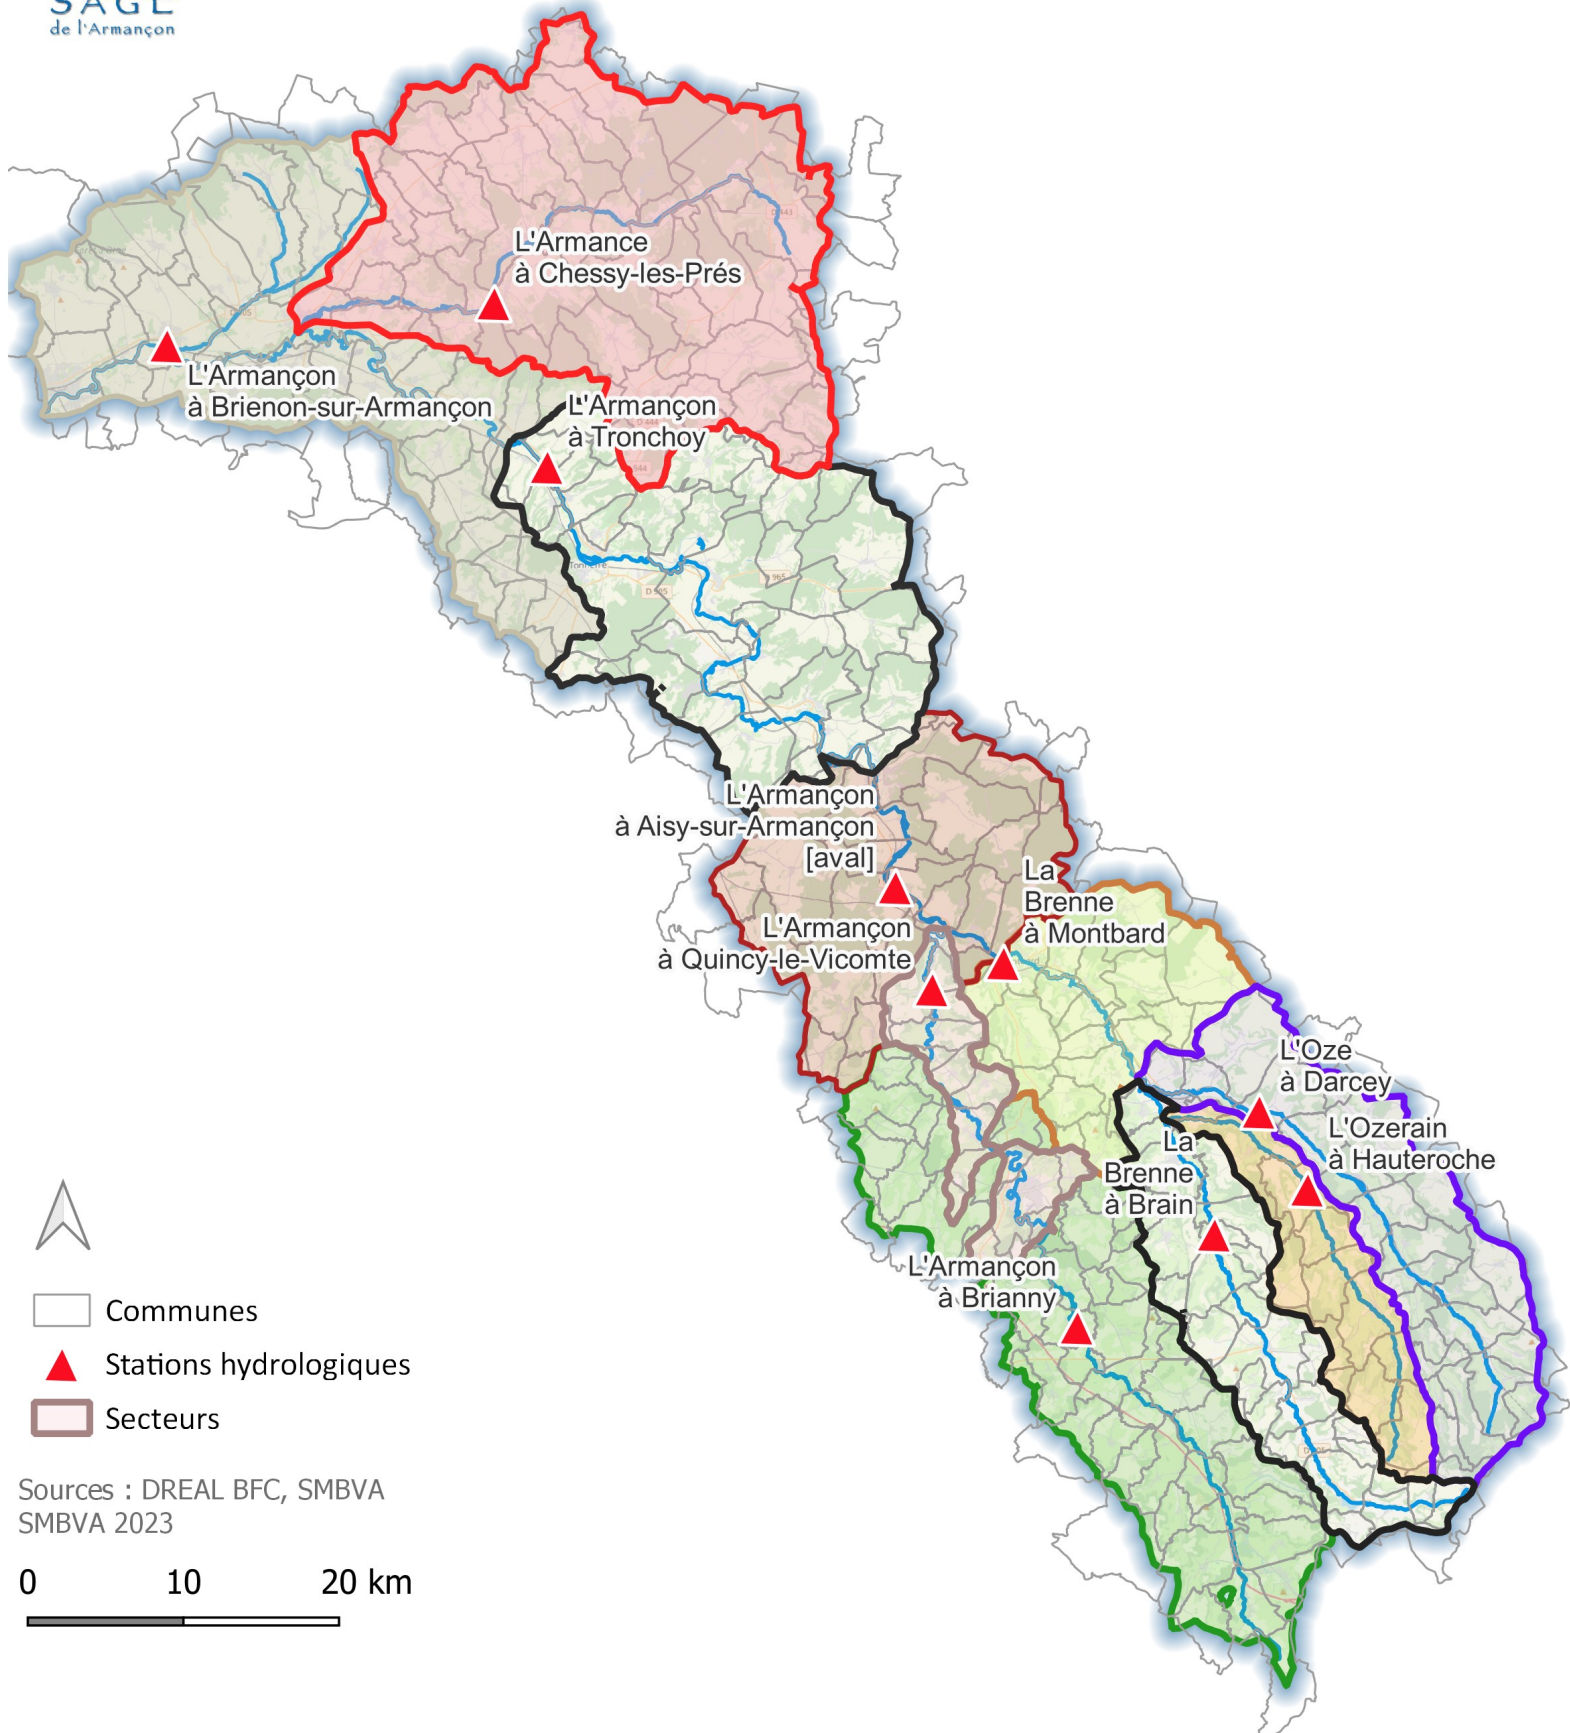 SAGE
de l'Armançon
L'Armance
à Chessy-les-Prés
L'Armançon
à Brienon-sur-Armançon
L'Armançon
à Tronchoy
D 965
D 905
L'Armançon
à Aisy-sur-Armançon
[aval]
La
Brenne
à Montbard
L'Armançon
à Quincy-le-Vicomte
L'Oze
à Darcey
L'Ozerain
à Hauteroche
La
Brenne
à Brain
L'Armançon
à Brianny
Communes
Stations hydrologiques
Secteurs
Sources : DREAL BFC, SMBVA
SMBVA 2023
0 10 20 km